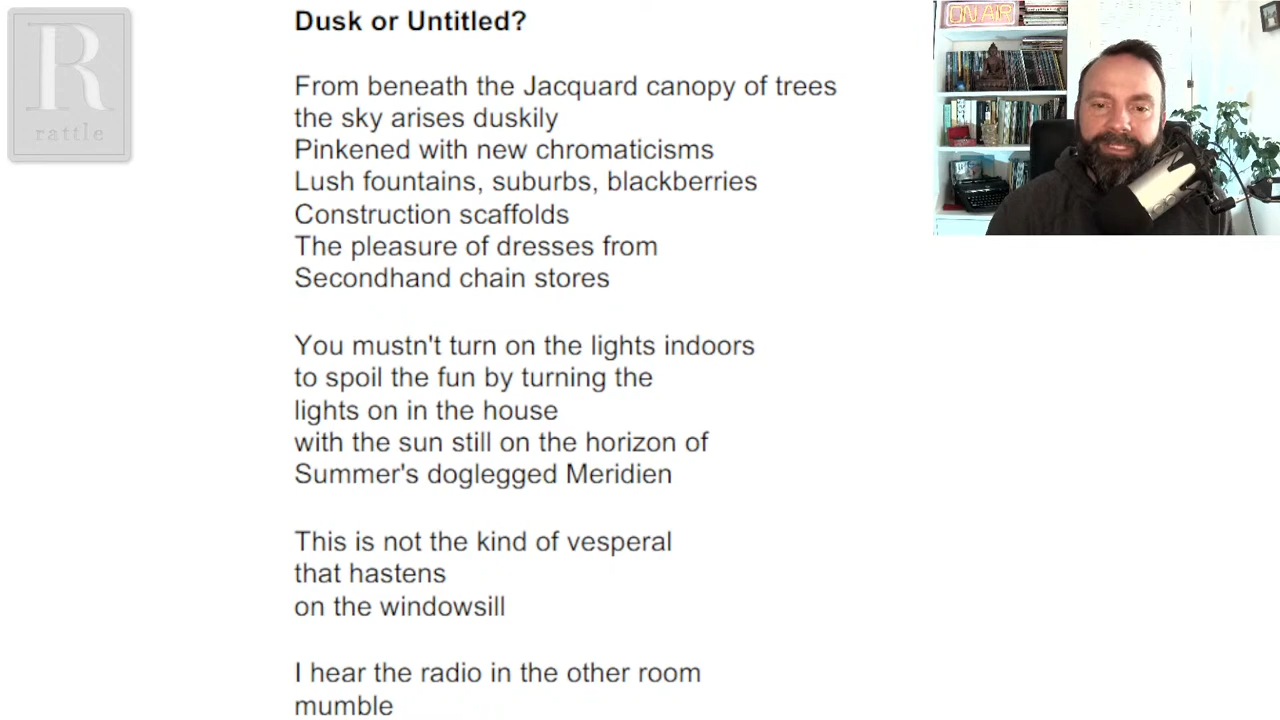 R
rattle
Dusk or Untitled?
From beneath the Jacquard canopy of trees
the sky arises duskily
Pinkened with new chromaticisms
Lush fountains, suburbs, blackberries
Construction scaffolds
The pleasure of dresses from
Secondhand chain stores
You mustn't turn on the lights indoors
to spoil the fun by turning the
lights on in the house
with the sun still on the horizon of
Summer's doglegged Meridien
This is not the kind of vesperal
that hastens
on the windowsill
I hear the radio in the other room
mumble
ON AIR